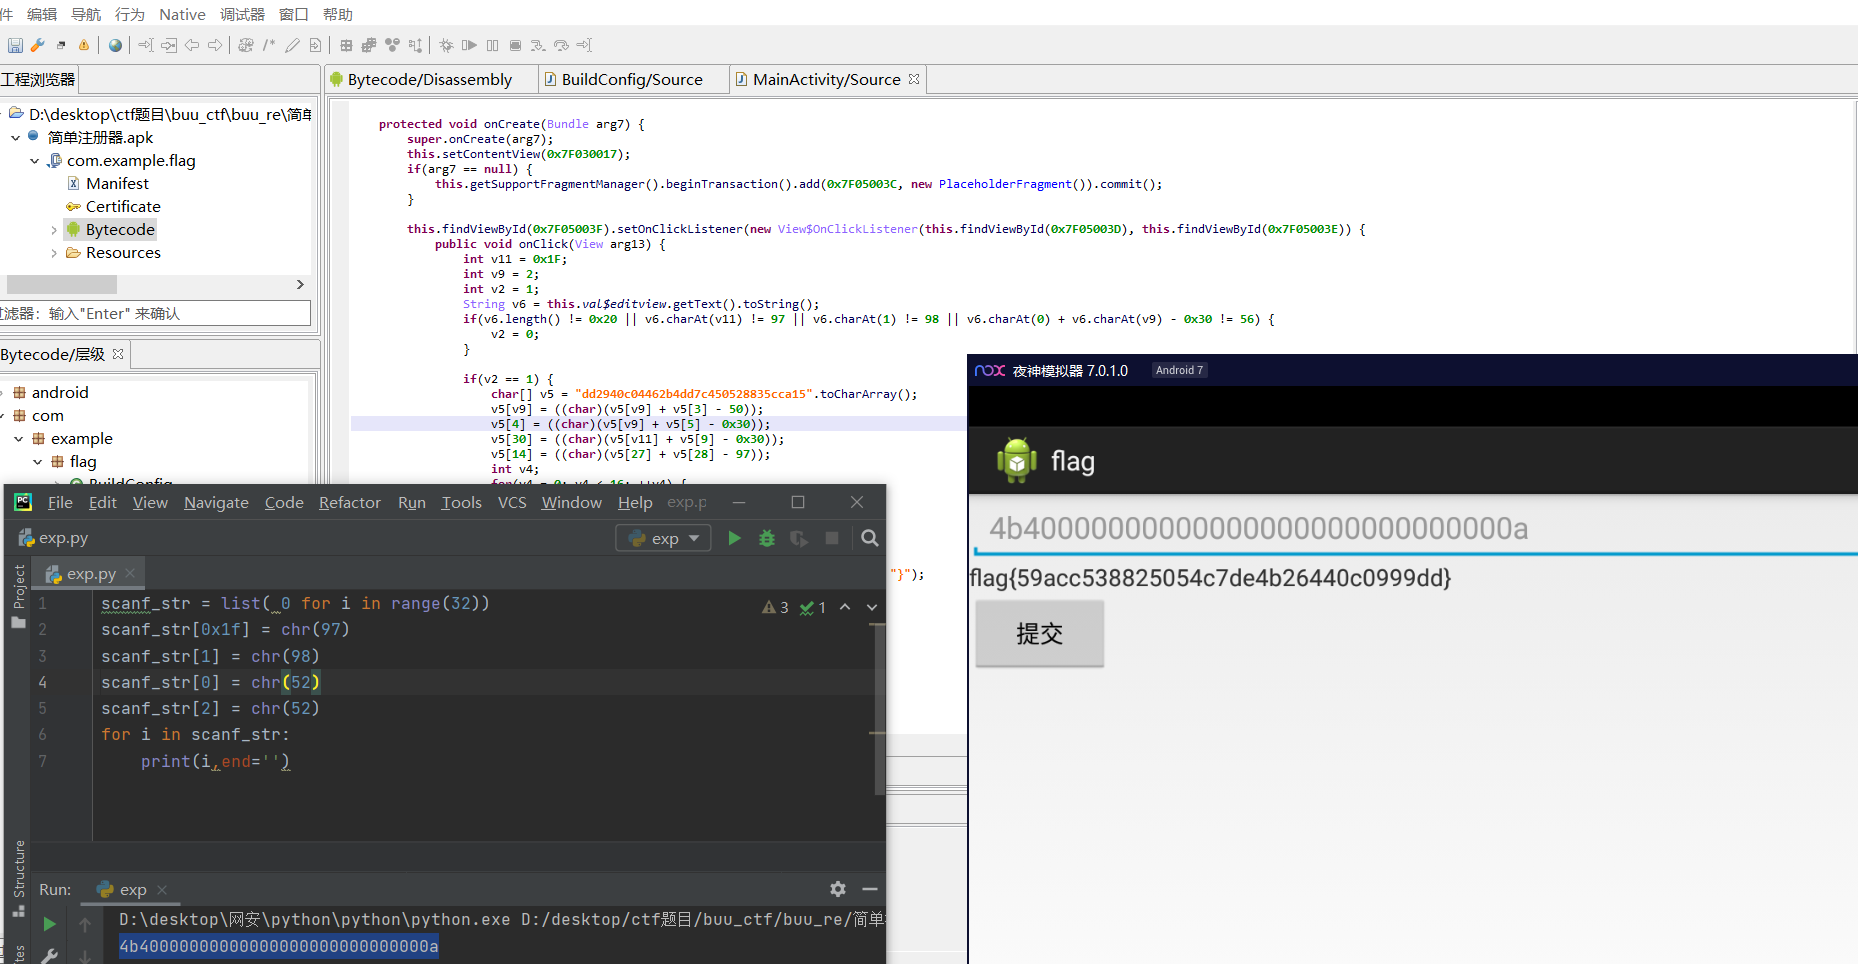 件 编辑 导航 行为 Native 调试器 窗口 帮助
工程浏览器
D:\desktop\ctf题目\buu_ctf\buu_re\简单
简单注册器.apk
com.example.flag
Manifest
Certificate
Bytecode
Resources
过滤器: 输入"Enter" 来确认
Bytecode/层级
android
com
example
flag
BuildConfig
Bytecode/Disassembly BuildConfig/Source MainActivity/Source
protected void onCreate(Bundle arg7) {
super.onCreate(arg7);
this.setContentView(0x7F030017);
if(arg7 == null) {
this.getSupportFragmentManager().beginTransaction().add(0x7F05003C, new PlaceholderFragment()).commit();
}
this.findViewById(0x7F05003F).setOnClickListener(new View$OnClickListener(this.findViewById(0x7F05003D), this.findViewById(0x7F05003E)) {
public void onClick(View arg13) {
int v11 = 0x1F;
int v9 = 2;
int v2 = 1;
String v6 = this.val$editview.getText().toString();
if(v6.length() != 0x20 || v6.charAt(v11) != 97 || v6.charAt(1) != 98 || v6.charAt(0) + v6.charAt(v9) - 0x30 != 56) {
v2 = 0;
}
if(v2 == 1) {
char[] v5 = "dd2940c04462b4dd7c450528835cca15".toCharArray();
v5[v9] = ((char)(v5[v9] + v5[3] - 50));
v5[4] = ((char)(v5[v9] + v5[5] - 0x30));
v5[30] = ((char)(v5[v11] + v5[9] - 0x30));
v5[14] = ((char)(v5[27] + v5[28] - 97));
int v4;
for(v4 = 0; v4 < 16; ++v4) {
"}");
File Edit View Navigate Code Refactor Run Tools VCS Window Help exp.p
exp.py
exp
Project
exp.py
3 1
1 scanf_str = list( 0 for i in range(32))
2 scanf_str[0x1f] = chr(97)
3 scanf_str[1] = chr(98)
4 scanf_str[0] = chr(52)
5 scanf_str[2] = chr(52)
6 for i in scanf_str:
7 print(i,end='')
Structure
Run: exp
D:\desktop\网安\python\python\python.exe D:/desktop/ctf题目/buu_ctf/buu_re/简单
4b40000000000000000000000000000a
nox 夜神模拟器 7.0.1.0 Android 7
flag
4b40000000000000000000000000000a
flag{59acc538825054c7de4b26440c0999dd}
提交